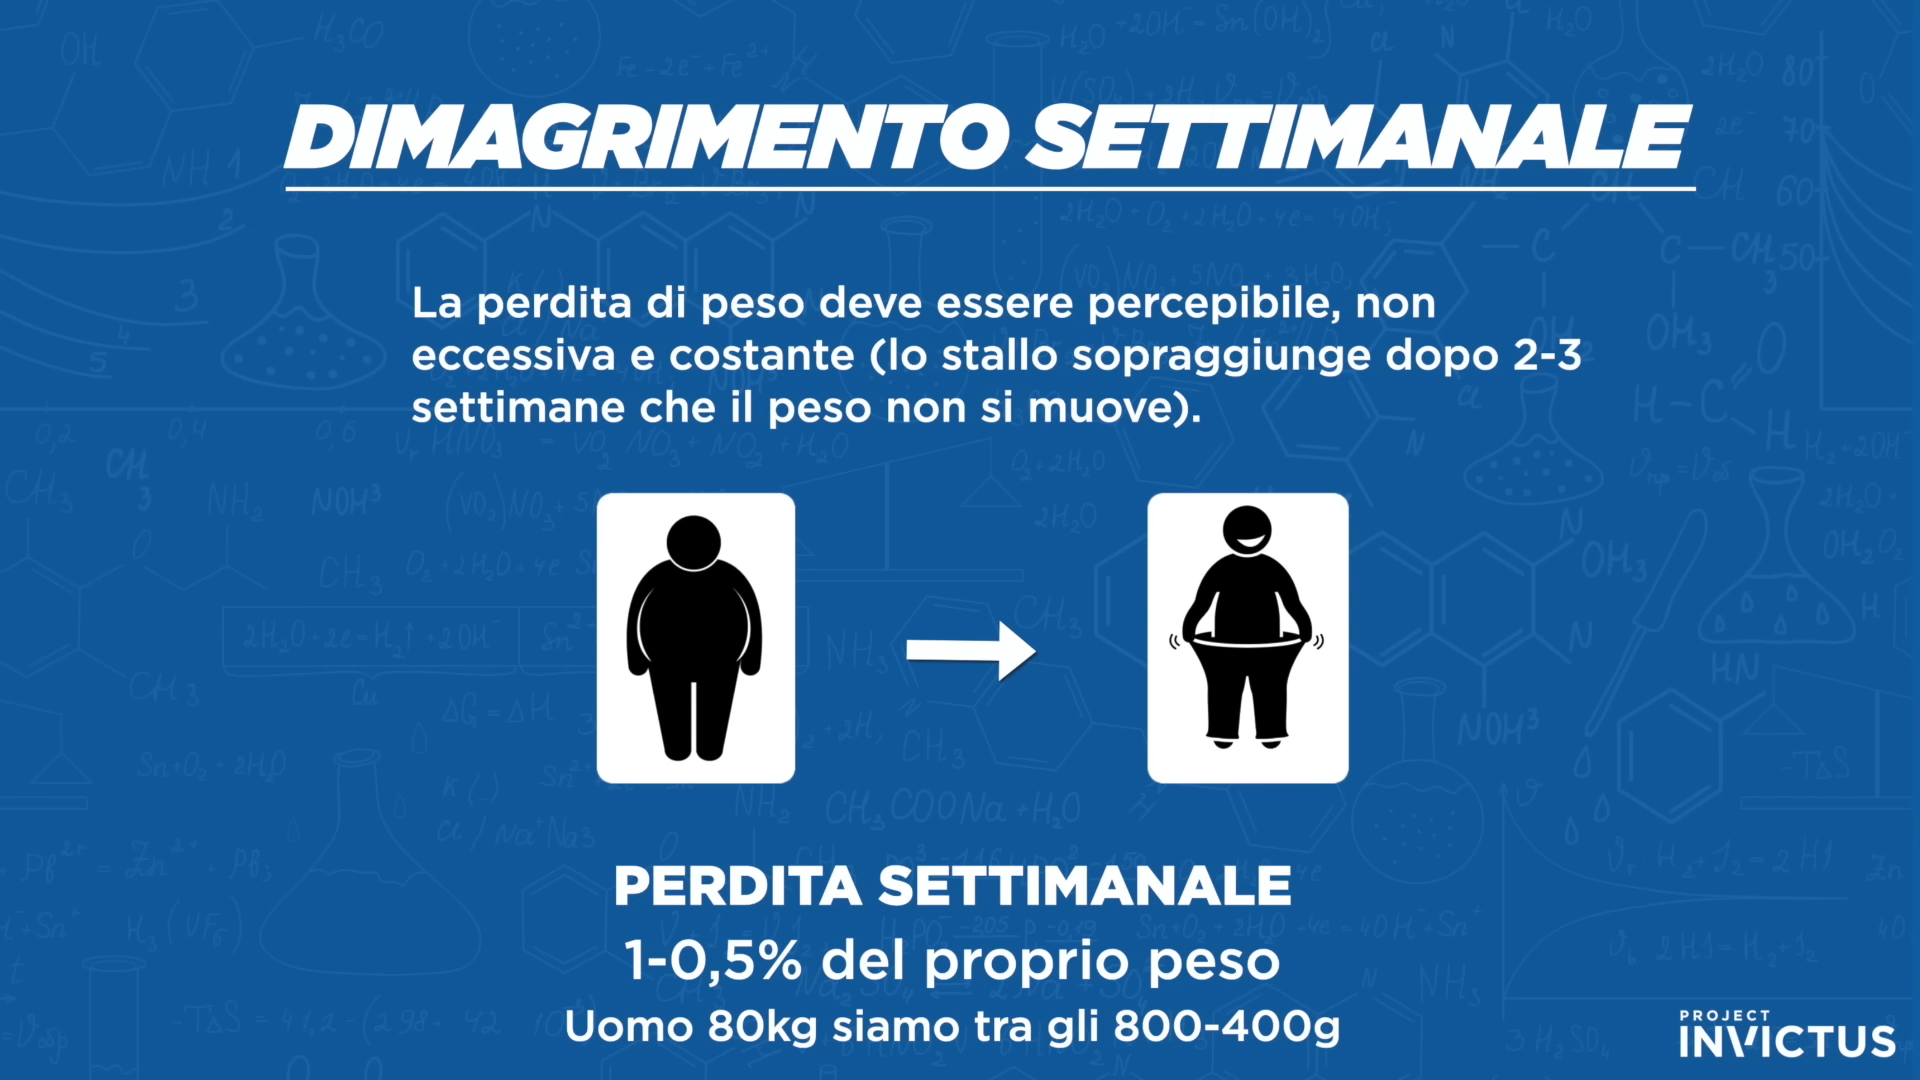 DIMAGRIMENTO SETTIMANALE
La perdita di peso deve essere percepibile, non
eccessiva e costante (lo stallo sopraggiunge dopo 2-3
settimane che il peso non si muove).
PERDITA SETTIMANALE
1-0,5% del proprio peso
Uomo 80kg siamo tra gli 800-400g
PROJECT
INVICTUS